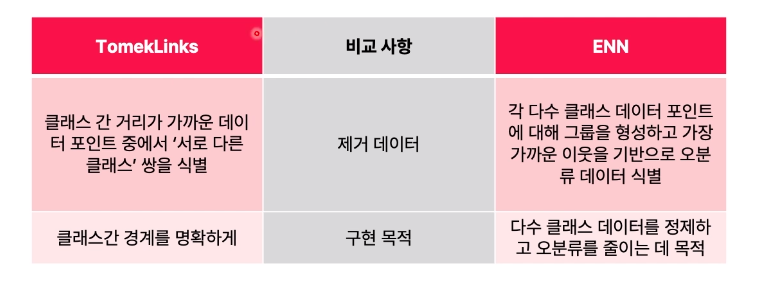 TomekLinks
비교 사항
ENN
클래스 간 거리가 가까운 데이
터 포인트 중에서 ‘서로 다른
클래스’ 쌍을 식별
제거 데이터
각 다수 클래스 데이터 포인트
에 대해 그룹을 형성하고 가장
가까운 이웃을 기반으로 오분
류 데이터 식별
클래스간 경계를 명확하게
구현 목적
다수 클래스 데이터를 정제하
고 오분류를 줄이는 데 목적